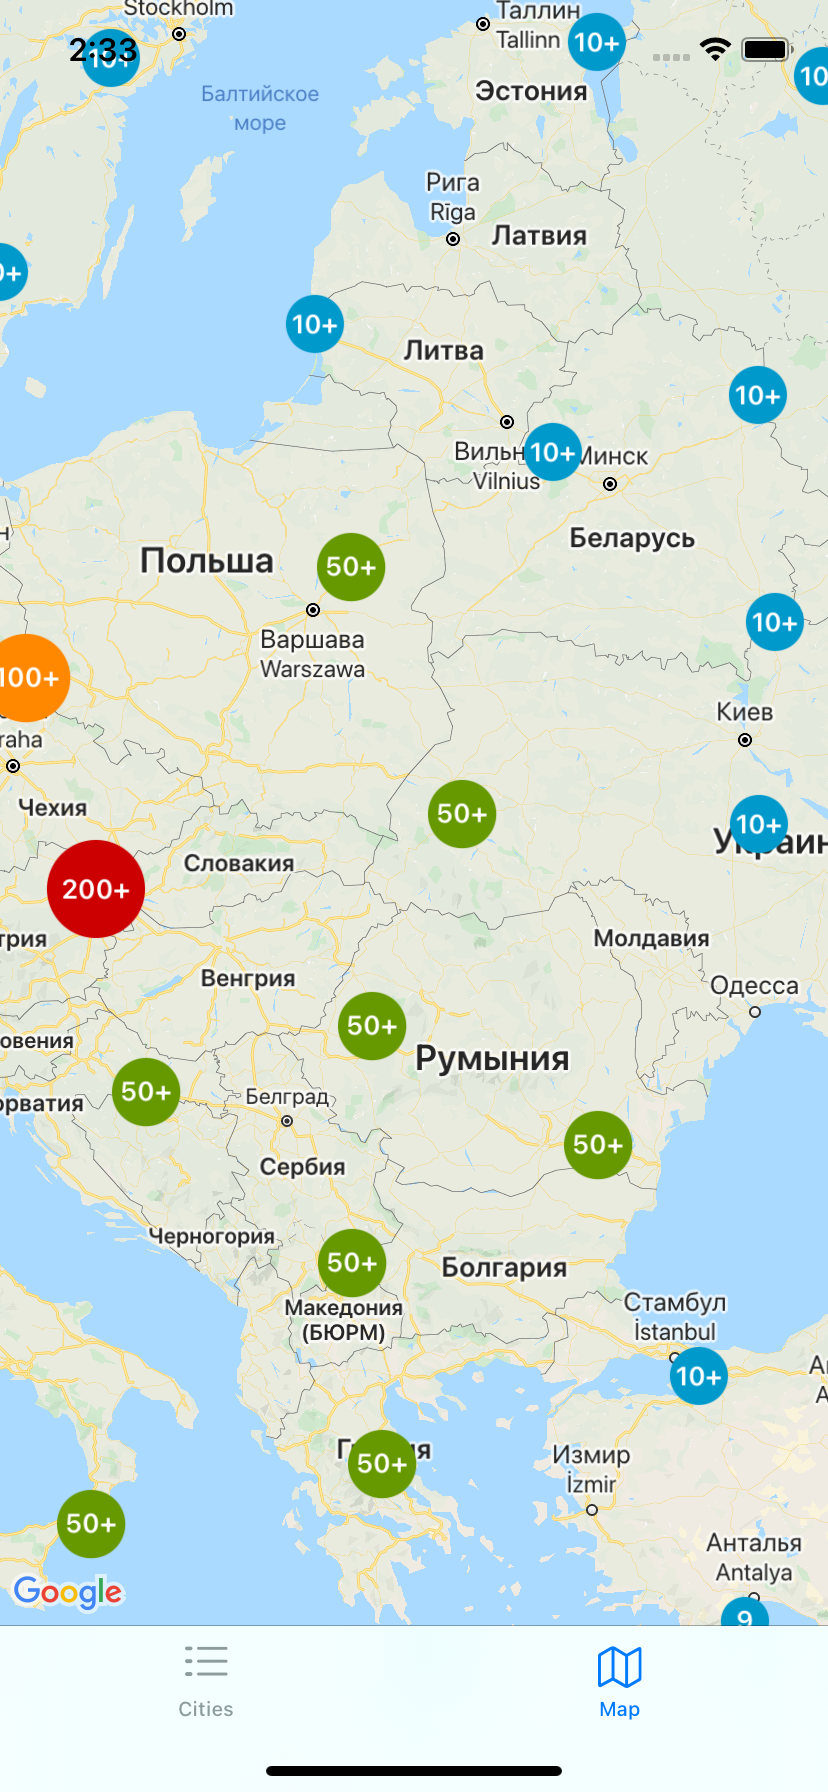 Stockholm
Таллин
Tallinn
10+
2:33
10+
10
Эстония
Балтийское
море
Рига
Rīga
Латвия
0+
10+
Литва
10+
Вильн
10+
Минск
Vilnius
Беларусь
Польша
50+
10+
Варшава
Warszawa
100+
Киев
raha
Чехия
50+
10+
Словакия
200+
трия
Молдавия
Венгрия
Одесса
50+
овения
Румыния
50+
Белград
орватия
50+
Сербия
Черногория
50+
Болгария
Македония
(БЮРМ)
Стамбул
İstanbul
10+
50+
Измир
İzmir
50+
Анталья
Antalya
Google
9
Cities
Map